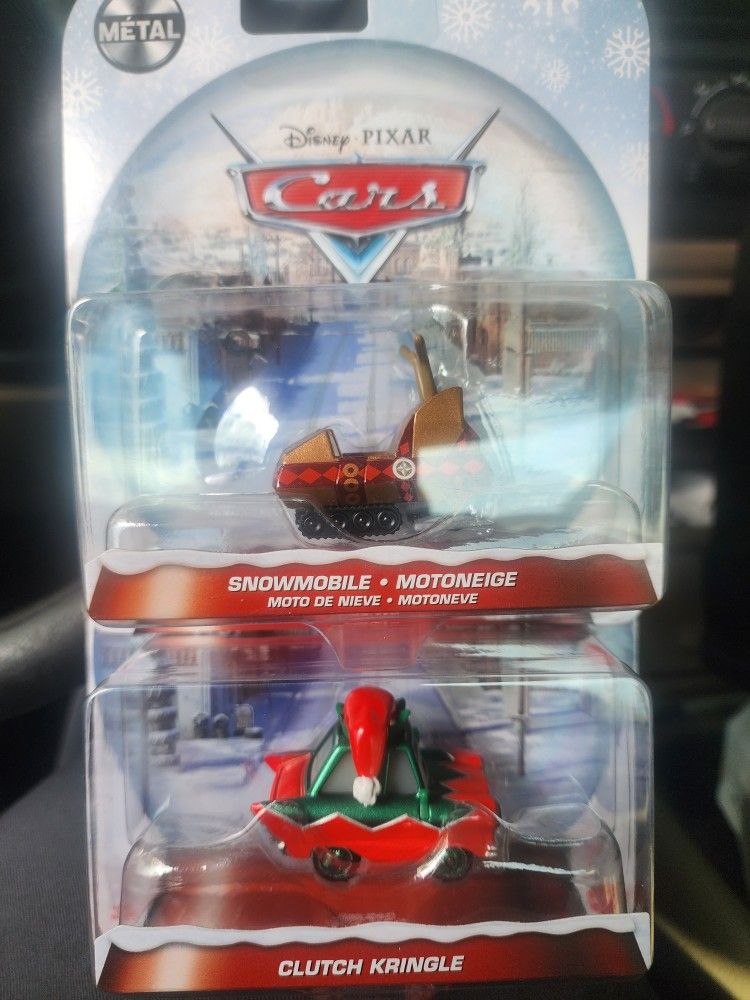 MÉTAL
Disney · PIXAR
Cars
SNOWMOBILE • MOTONEIGE
MOTO DE NIEVE • MOTONEVE
CLUTCH KRINGLE